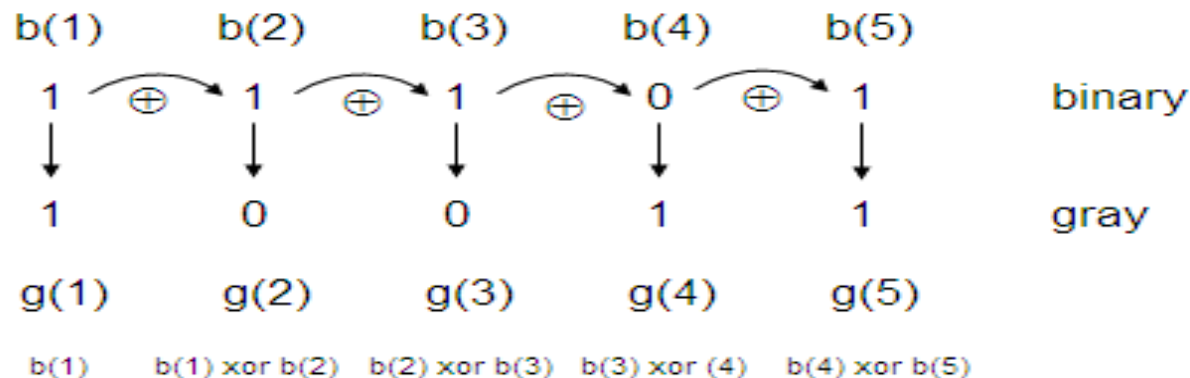 b(1) b(2) b(3) b(4) b(5)
1 ⊕ 1 ⊕ 1 ⊕ 0 ⊕ 1 binary
1 0 0 1 1 gray
g(1) g(2) g(3) g(4) g(5)
b(1) b(1) xor b(2) b(2) xor b(3) b(3) xor (4) b(4) xor b(5)